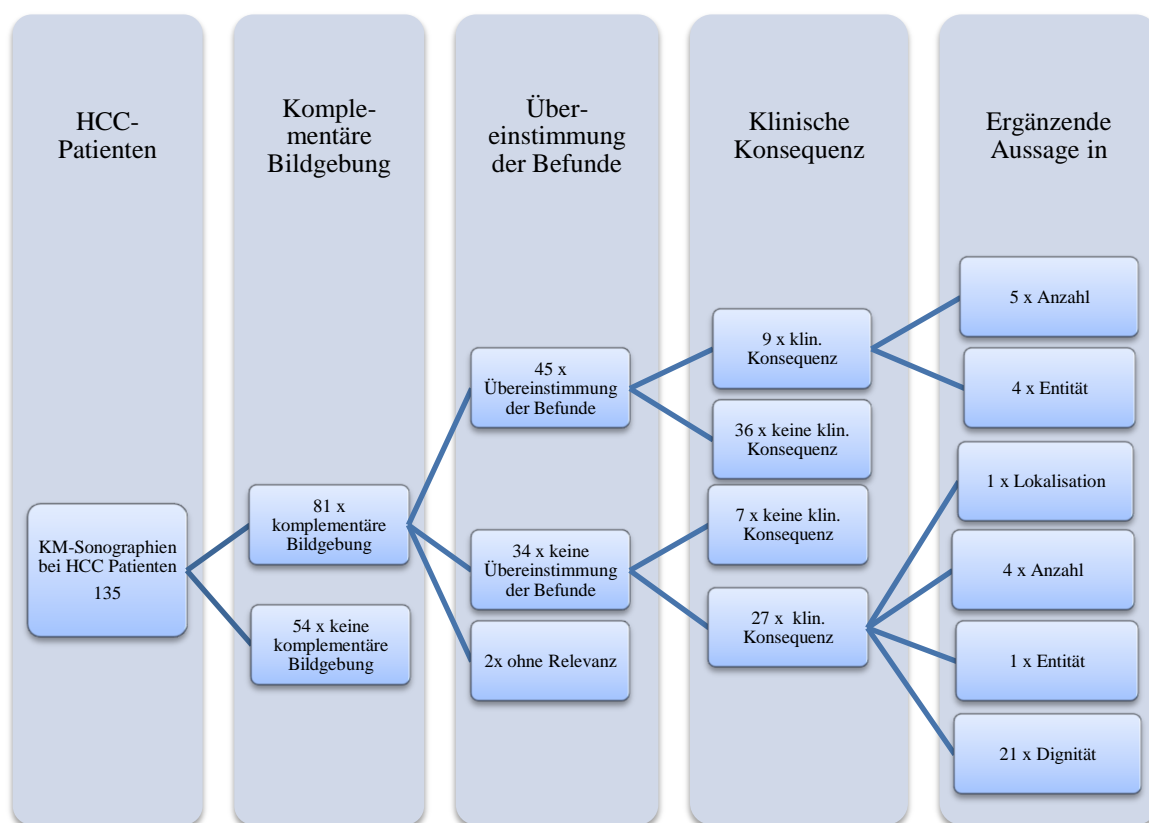 HCC-
Patienten
Komple-
mentäre
Bildgebung
Über-
einstimmung
der Befunde
Klinische
Konsequenz
Ergänzende
Aussage in
KM-Sonographien
bei HCC Patienten
135
81 x
komplementäre
Bildgebung
54 x keine
komplementäre
Bildgebung
45 x
Übereinstimmung
der Befunde
34 x keine
Übereinstimmung
der Befunde
2x ohne Relevanz
9 x klin.
Konsequenz
36 x keine klin.
Konsequenz
7 x keine klin.
Konsequenz
27 x klin.
Konsequenz
5 x Anzahl
4 x Entität
1 x Lokalisation
4 x Anzahl
1 x Entität
21 x Dignität